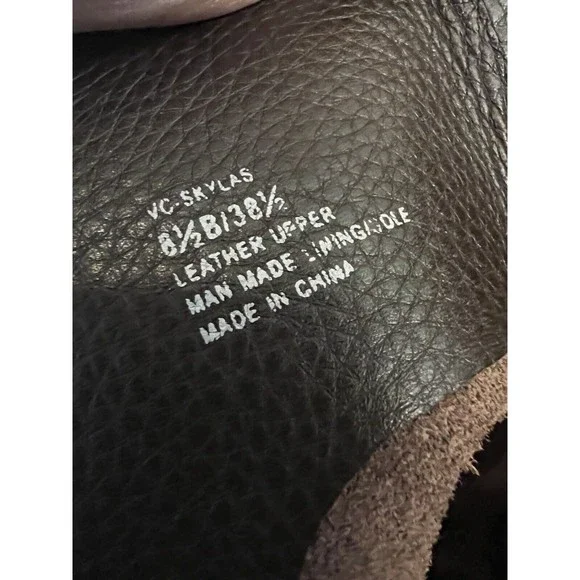 VC-SKYLAS
8½B/38½
LEATHER UPPER
MAN MADE LINING/SOLE
MADE IN CHINA